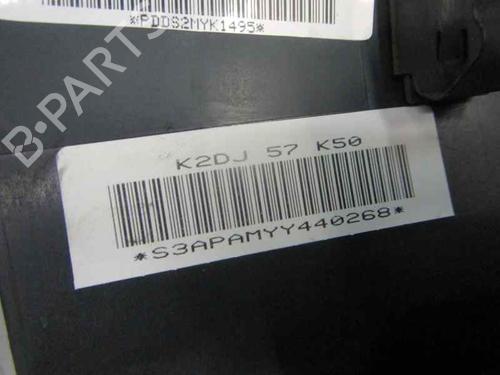 *PDDS2MYK1495*
B-PARTS
K2DJ 57 K50
*S3APAMYY440268*